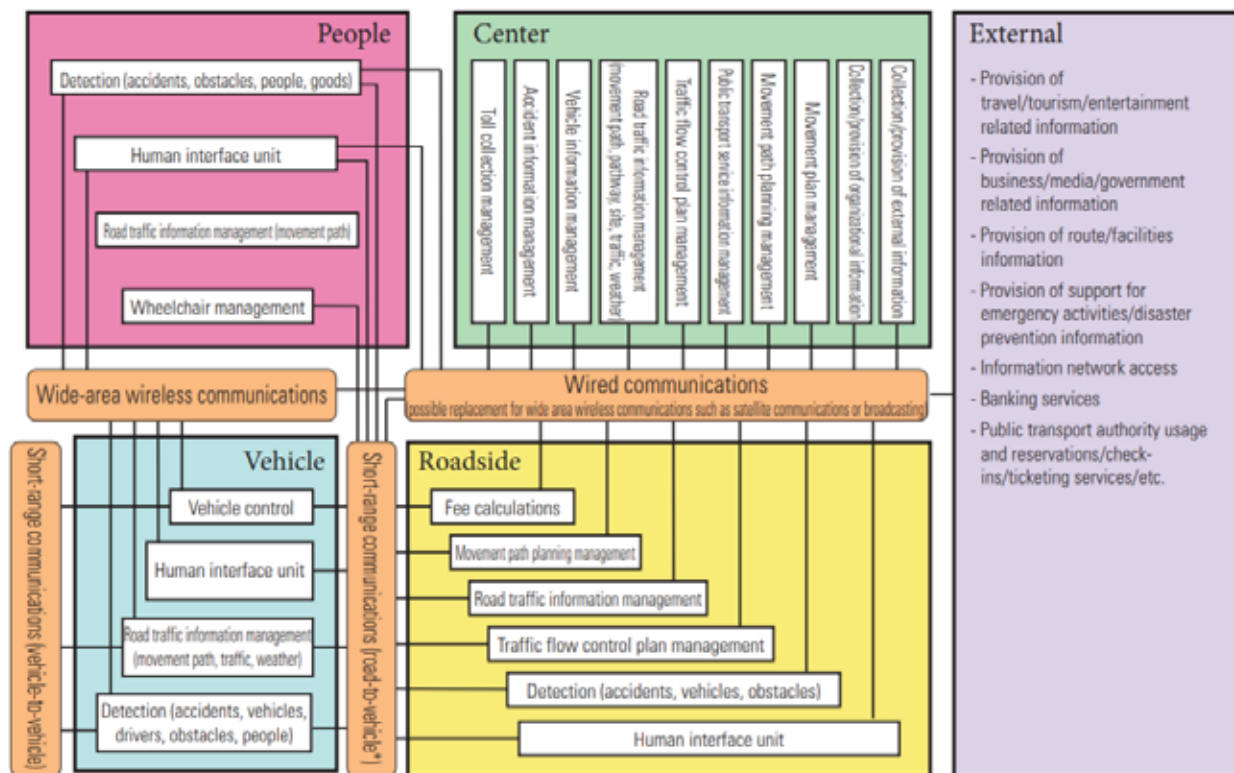 People
Detection (accidents, obstacles, people, goods)
Human interface unit
Road traffic information management (movement path)
Wheelchair management
Center
Toll collection management
Accident information management
Vehicle information management
Road traffic information management
(movement path, pathway, site, traffic, weather)
Traffic flow control plan management
Public transport service information management
Movement path planning management
Movement plan management
Collection/provision of organizational information
Collection/provision of external information
External
- Provision of
travel/tourism/entertainment
related information
- Provision of
business/media/government
related information
- Provision of route/facilities
information
- Provision of support for
emergency activities/disaster
prevention information
- Information network access
- Banking services
- Public transport authority usage
and reservations/check-
ins/ticketing services/etc.
Wide-area wireless communications
Wired communications
(possible replacement for wide area wireless communications such as satellite communications or broadcasting)
Short-range communications (vehicle-to-vehicle)
Vehicle
Vehicle control
Human interface unit
Road traffic information management
(movement path, traffic, weather)
Detection (accidents, vehicles,
drivers, obstacles, people)
Short-range communications (road-to-vehicle*)
Roadside
Fee calculations
Movement path planning management
Road traffic information management
Traffic flow control plan management
Detection (accidents, vehicles, obstacles)
Human interface unit